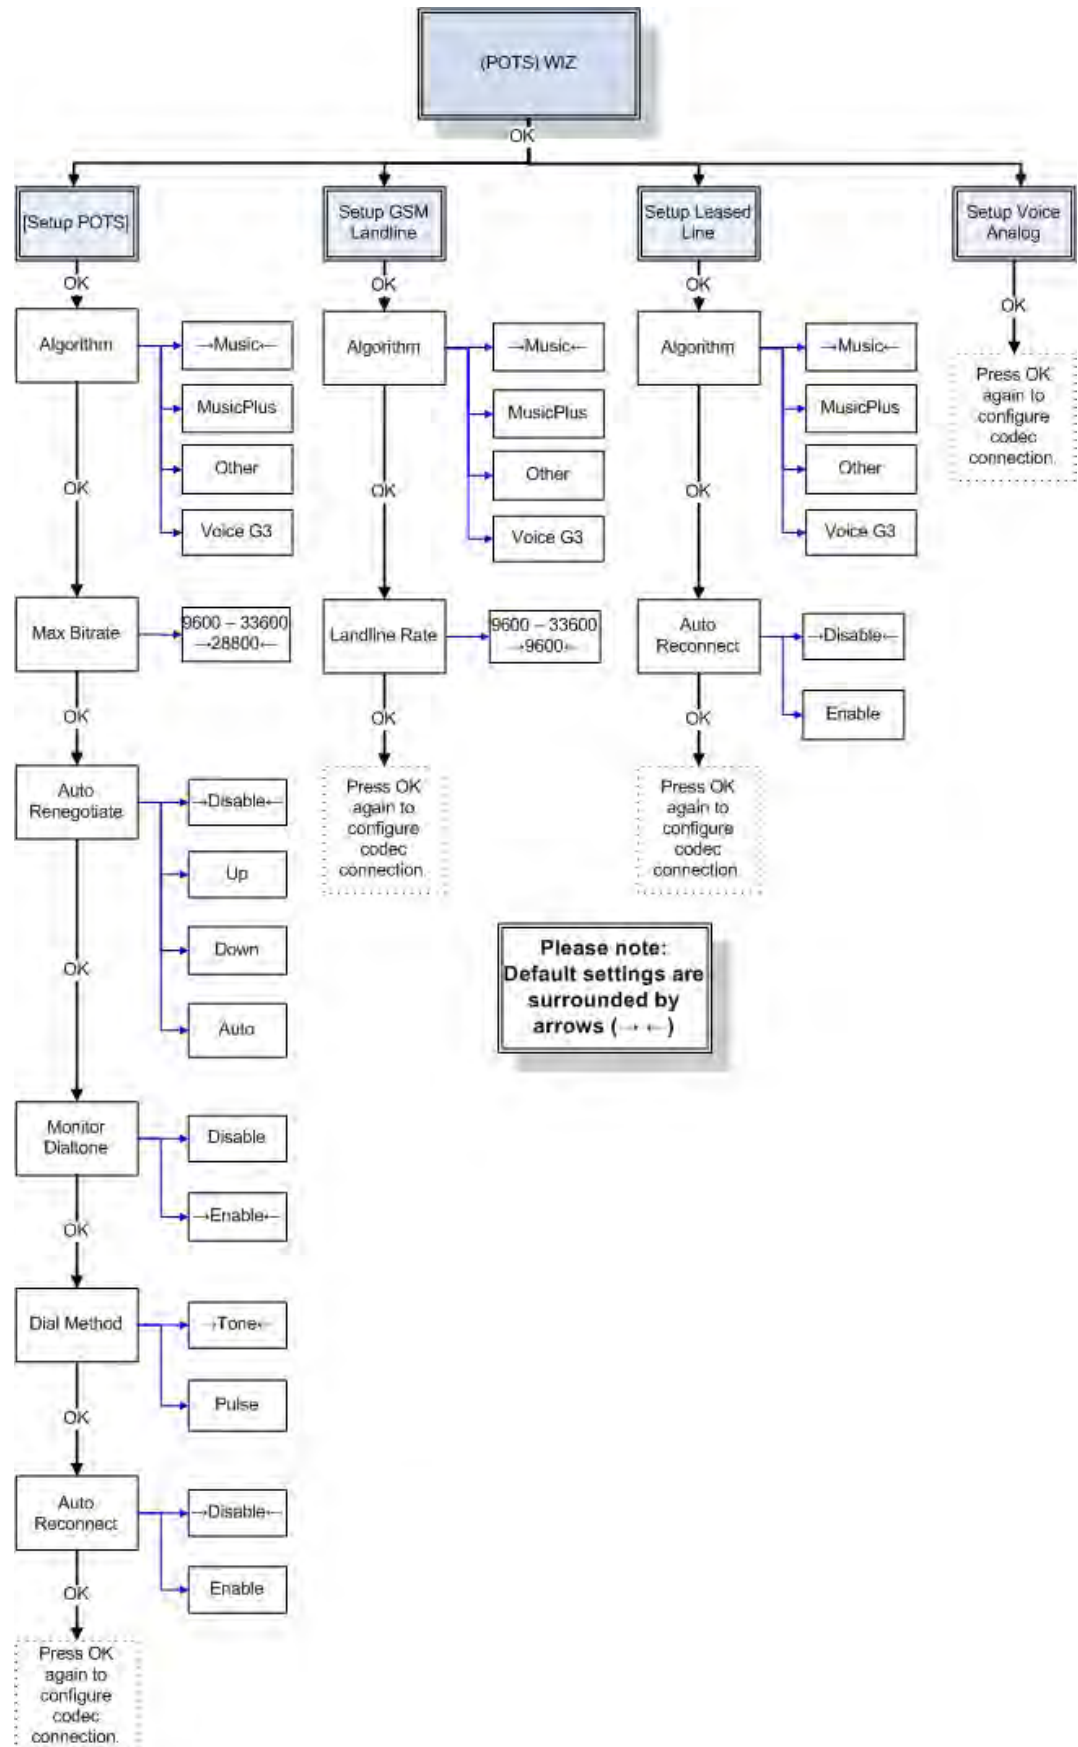 (POTS) WIZ
OK
[Setup POTS]
Setup GSM
Landline
Setup Leased
Line
Setup Voice
Analog
OK
OK
OK
OK
Algorithm
→Music←
MusicPlus
Other
Voice G3
Algorithm
→Music←
MusicPlus
Other
Voice G3
Algorithm
→Music←
MusicPlus
Other
Voice G3
Press OK
again to
configure
codec
connection.
OK
OK
OK
Max Bitrate
9600 – 33600
→28800←
Landline Rate
9600 – 33600
→9600←
Auto
Reconnect
→Disable←
Enable
OK
OK
OK
Auto
Renegotiate
→Disable←
Up
Down
Auto
Press OK
again to
configure
codec
connection.
Press OK
again to
configure
codec
connection.
Please note:
Default settings are
surrounded by
arrows (→ ←)
OK
Monitor
Dialtone
Disable
→Enable←
OK
Dial Method
→Tone←
Pulse
OK
Auto
Reconnect
→Disable←
Enable
OK
Press OK
again to
configure
codec
connection.